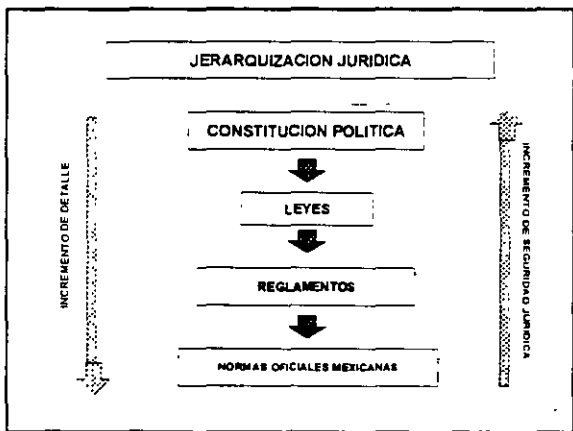 JERARQUIZACION JURIDICA
CONSTITUCION POLITICA
LEYES
REGLAMENTOS
NORMAS OFICIALES MEXICANAS
INCREMENTO DE DETALLE
INCREMENTO DE SEGURIDAD JURIDICA